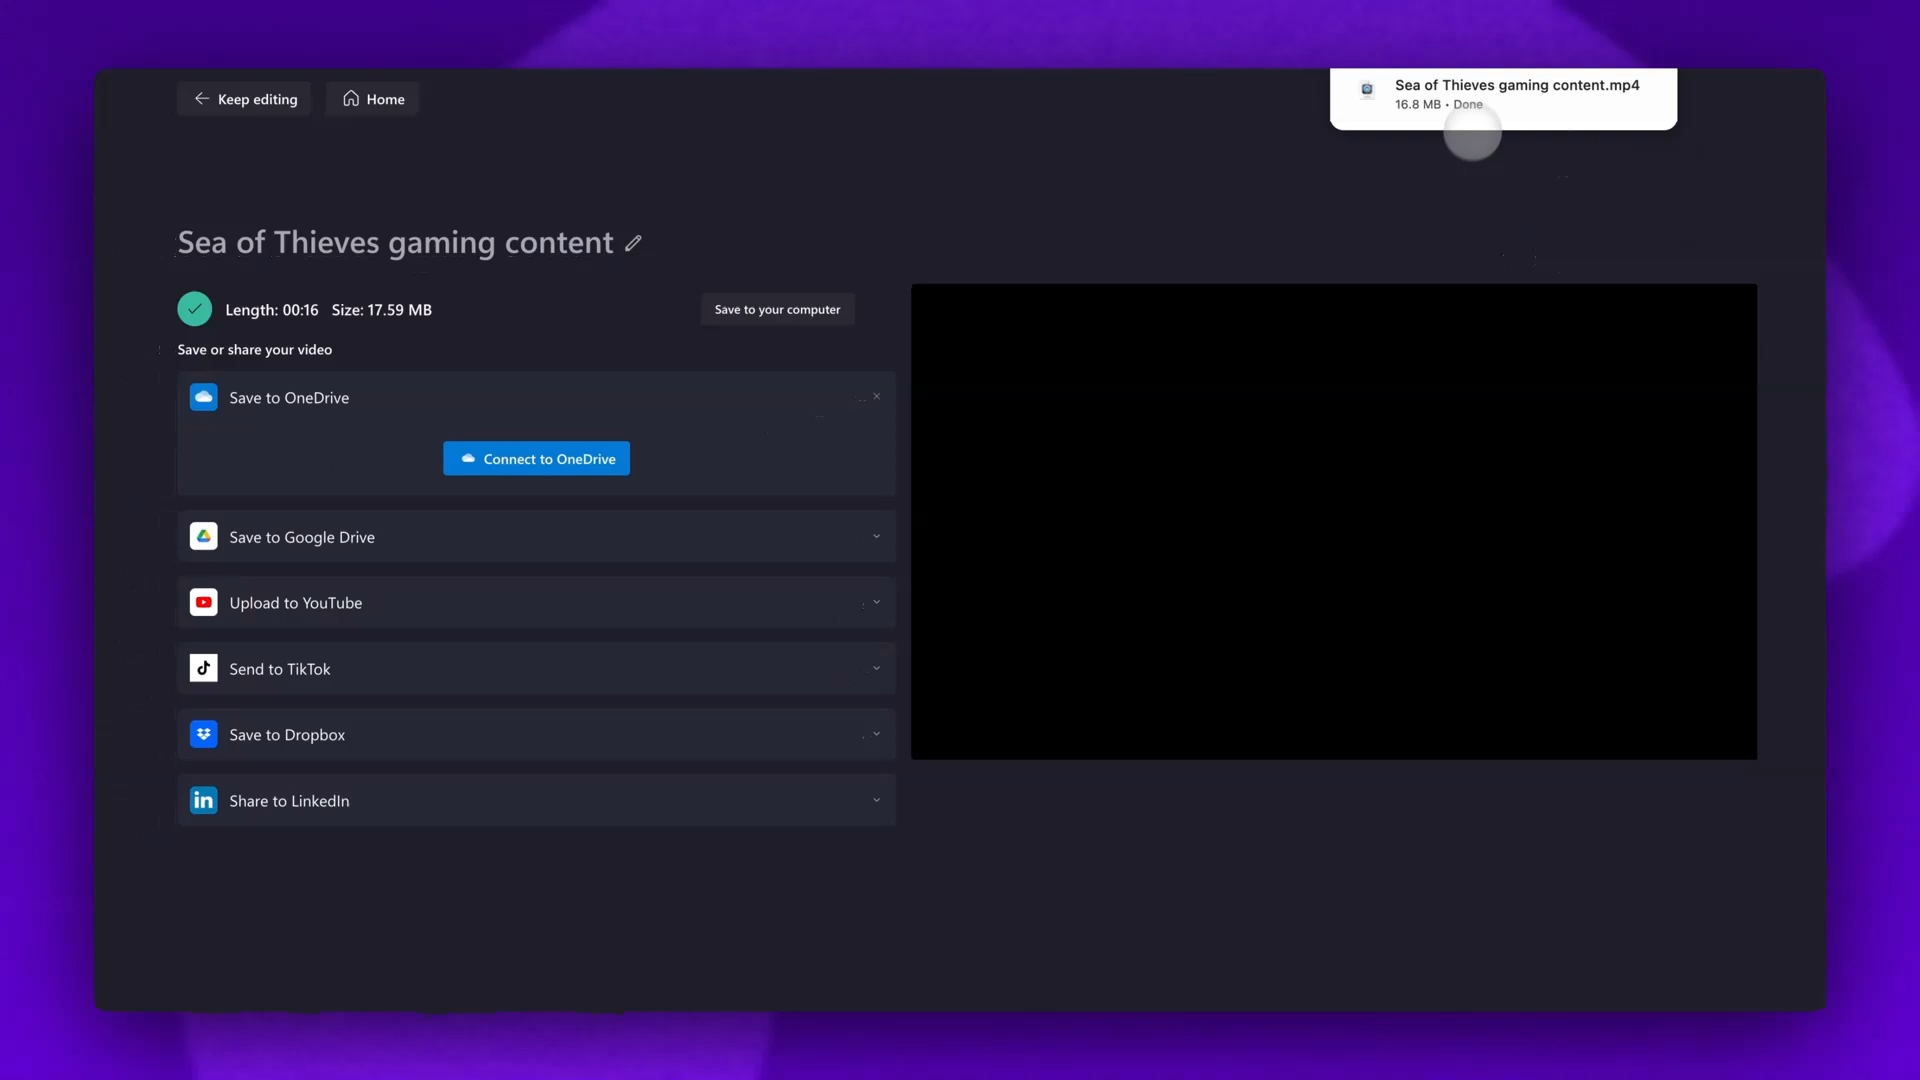 Keep editing
Home
Sea of Thieves gaming content.mp4
16.8 MB • Done
Sea of Thieves gaming content
Length: 00:16 Size: 17.59 MB
Save to your computer
Save or share your video
Save to OneDrive
Connect to OneDrive
Save to Google Drive
Upload to YouTube
Send to TikTok
Save to Dropbox
in Share to LinkedIn